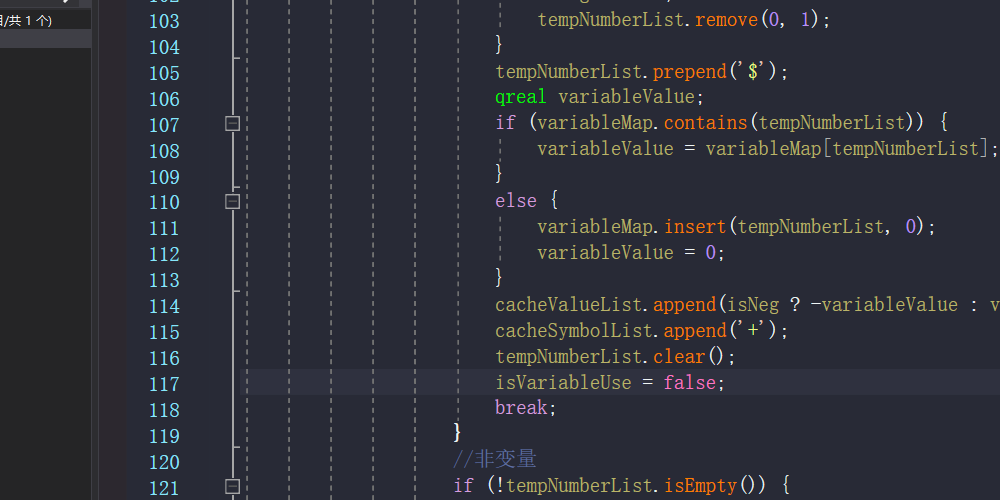 目/共 1 个)
103 tempNumberList.remove(0, 1);
104 }
105 tempNumberList.prepend('$');
106 qreal variableValue;
107 if (variableMap.contains(tempNumberList)) {
108 variableValue = variableMap[tempNumberList];
109 }
110 else {
111 variableMap.insert(tempNumberList, 0);
112 variableValue = 0;
113 }
114 cacheValueList.append(isNeg ? -variableValue : v
115 cacheSymbolList.append('+');
116 tempNumberList.clear();
117 isVariableUse = false;
118 break;
119 }
120 //非变量
121 if (!tempNumberList.isEmpty()) {